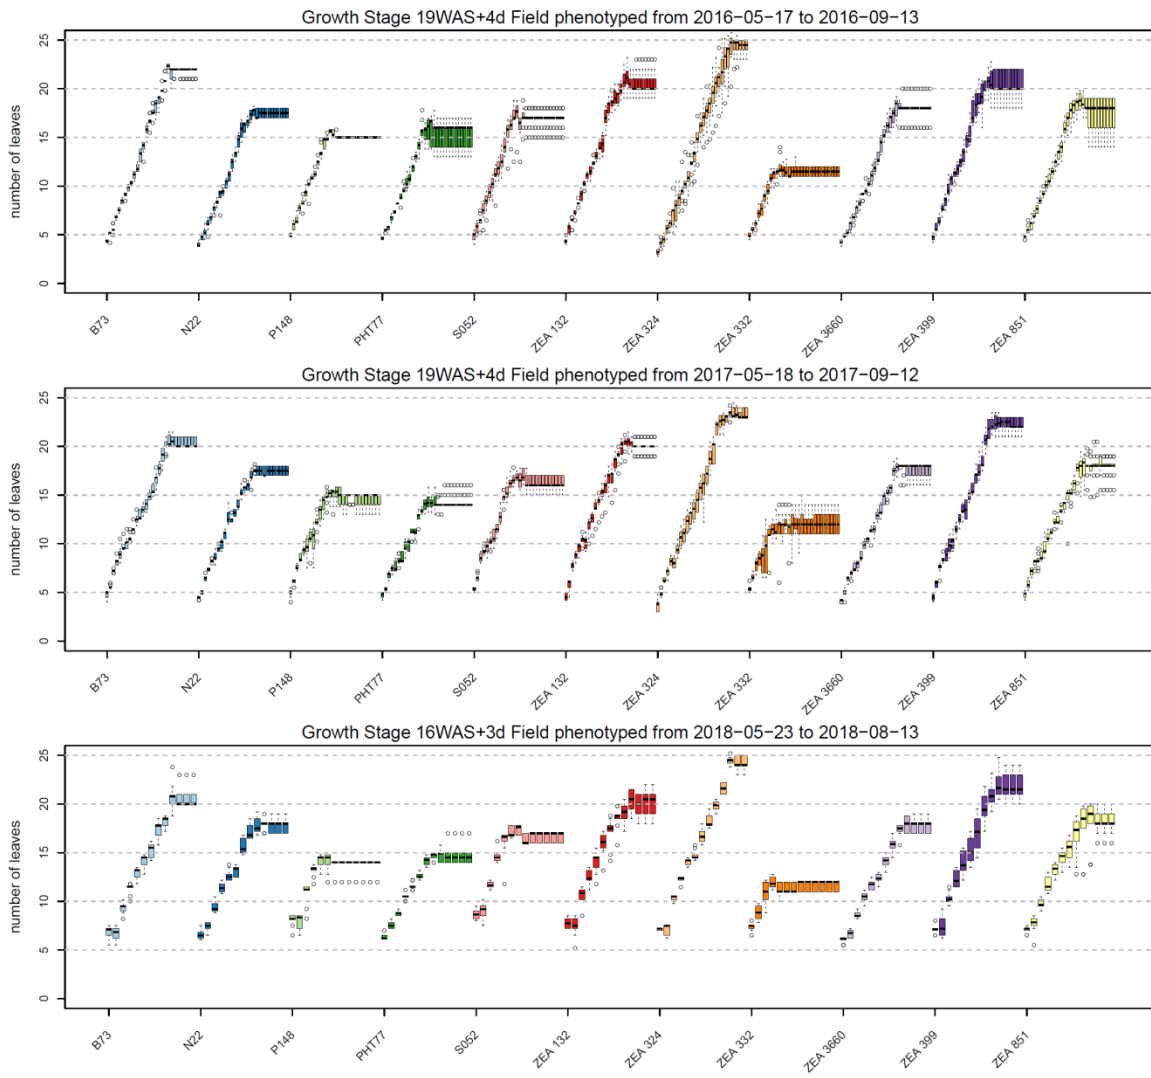 Growth Stage 19WAS+4d Field phenotyped from 2016−05−17 to 2016−09−13
number of leaves
25
20
15
10
5
0
B73 N22 P148 PHT77 S052 ZEA 132 ZEA 324 ZEA 332 ZEA 3660 ZEA 399 ZEA 851
Growth Stage 19WAS+4d Field phenotyped from 2017−05−18 to 2017−09−12
number of leaves
25
20
15
10
5
0
B73 N22 P148 PHT77 S052 ZEA 132 ZEA 324 ZEA 332 ZEA 3660 ZEA 399 ZEA 851
Growth Stage 16WAS+3d Field phenotyped from 2018−05−23 to 2018−08−13
number of leaves
25
20
15
10
5
0
B73 N22 P148 PHT77 S052 ZEA 132 ZEA 324 ZEA 332 ZEA 3660 ZEA 399 ZEA 851